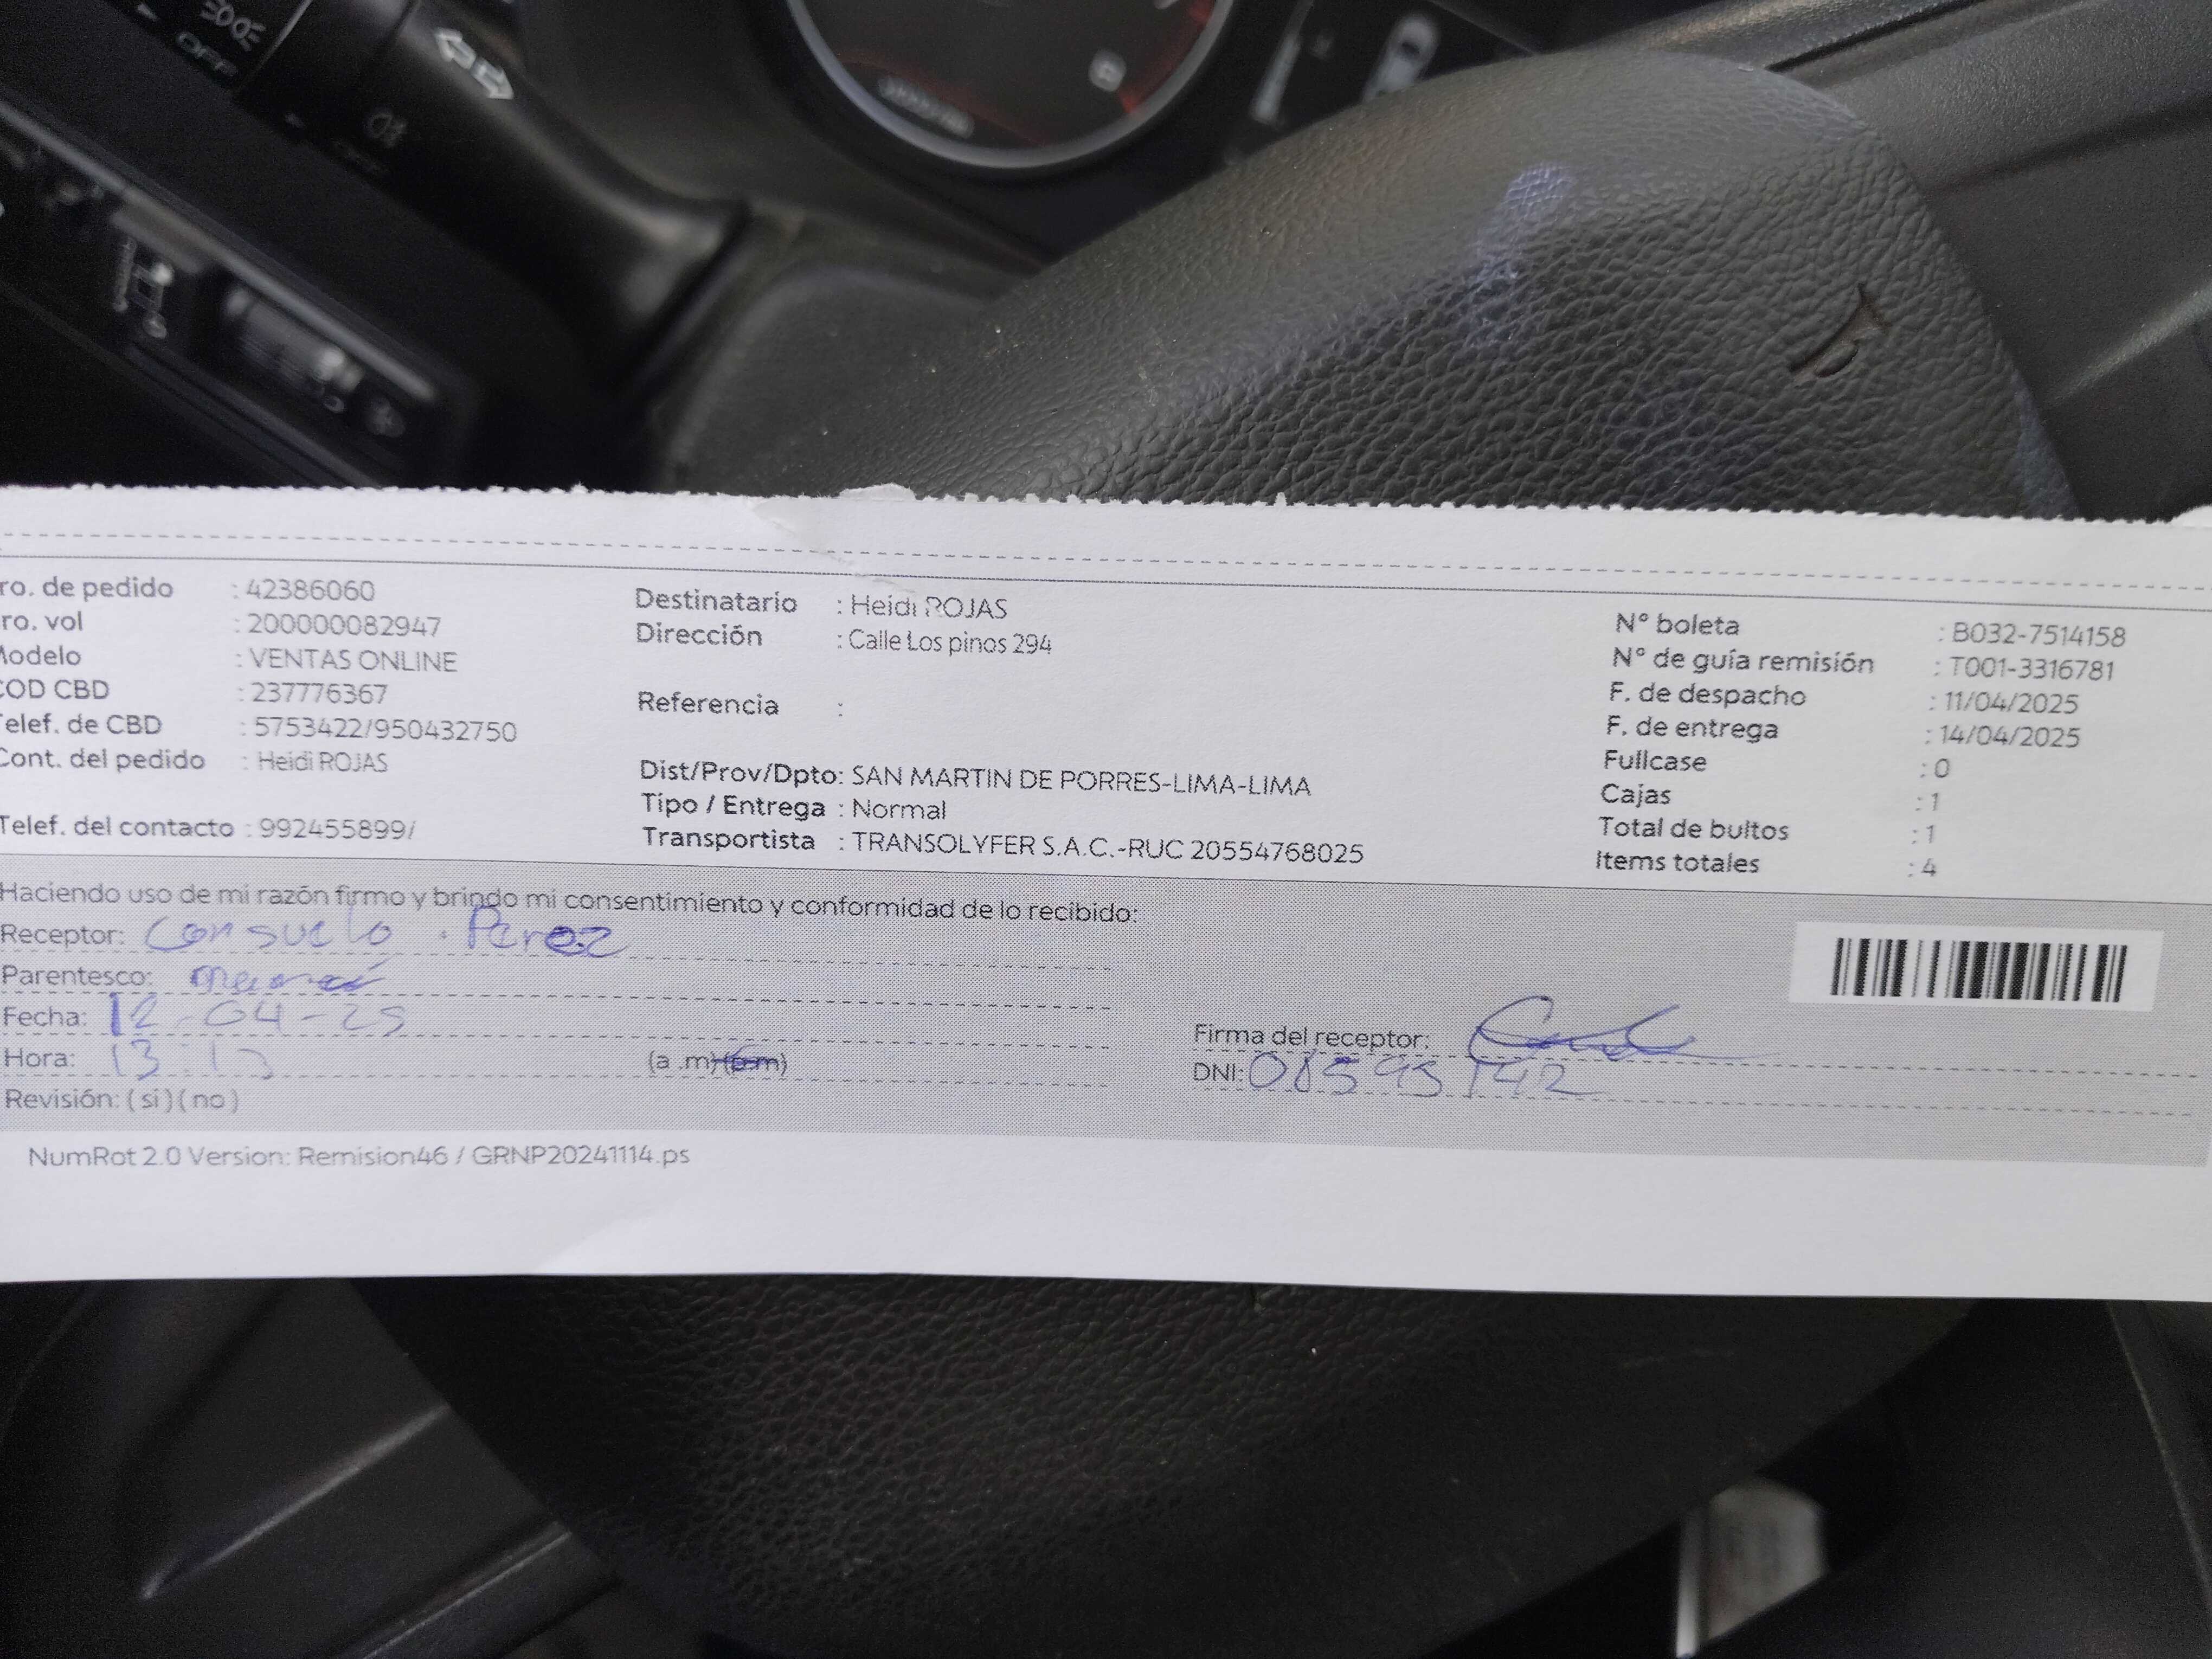 OFF
ro. de pedido : 42386060
ro. vol : 200000082947
Modelo : VENTAS ONLINE
COD CBD : 237776367
Telef. de CBD : 5753422/950432750
Cont. del pedido : Heidi ROJAS
Telef. del contacto : 992455899/
Destinatario : Heidi ROJAS
Dirección : Calle Los pinos 294
Referencia :
Dist/Prov/Dpto: SAN MARTIN DE PORRES-LIMA-LIMA
Tipo / Entrega : Normal
Transportista : TRANSOLYFER S.A.C.-RUC 20554768025
N° boleta : B032-7514158
N° de guía remisión : T001-3316781
F. de despacho : 11/04/2025
F. de entrega : 14/04/2025
Fullcase : 0
Cajas : 1
Total de bultos : 1
Items totales : 4
Haciendo uso de mi razón firmo y brindo mi consentimiento y conformidad de lo recibido:
Receptor: Consuelo Perez
Parentesco:
Fecha: 12-04-25
Hora: (a .m)(p.m)
Revisión: (si)(no)
Firma del receptor:
DNI:
NumRot 2.0 Version: Remision46 / GRNP20241114.ps